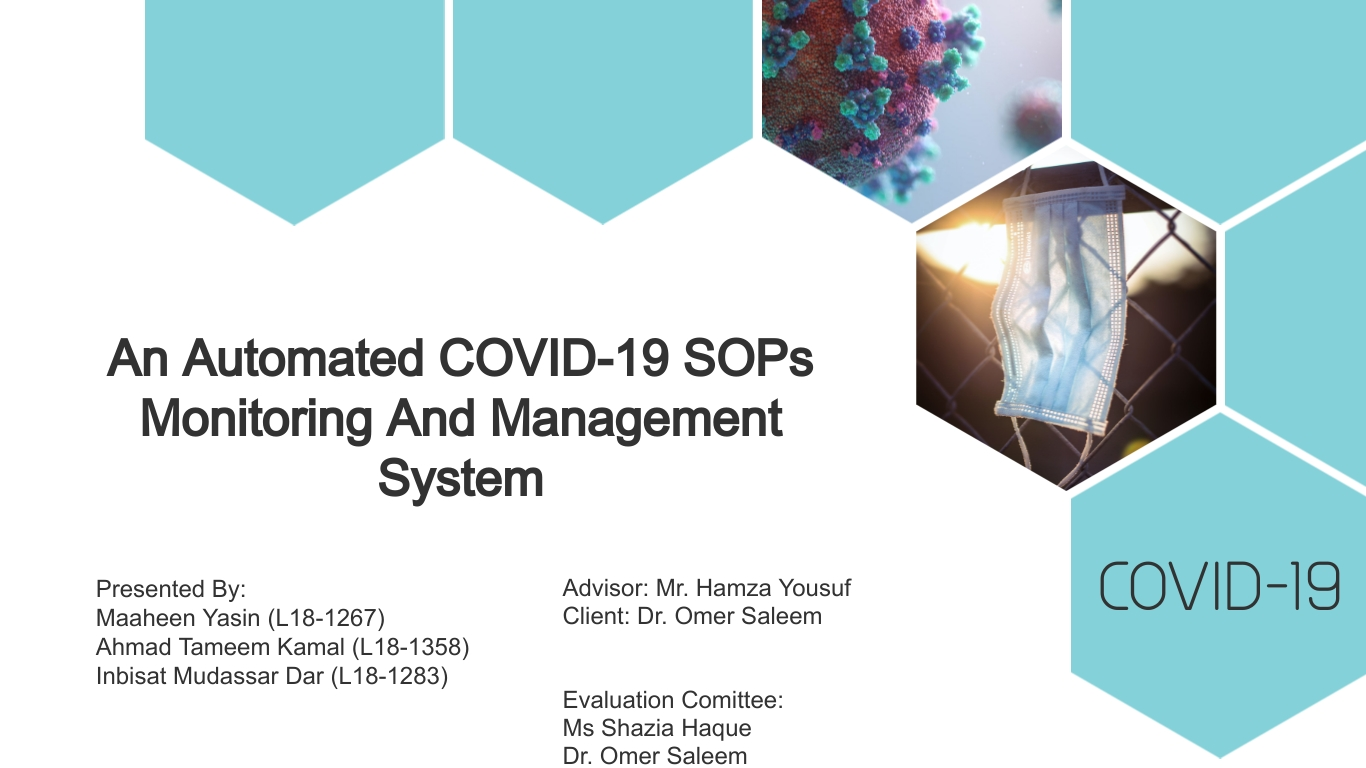 An Automated COVID-19 SOPs
Monitoring And Management
System
Presented By:
Maaheen Yasin (L18-1267)
Ahmad Tameem Kamal (L18-1358)
Inbisat Mudassar Dar (L18-1283)
Advisor: Mr. Hamza Yousuf
Client: Dr. Omer Saleem
Evaluation Comittee:
Ms Shazia Haque
Dr. Omer Saleem
COVID-19